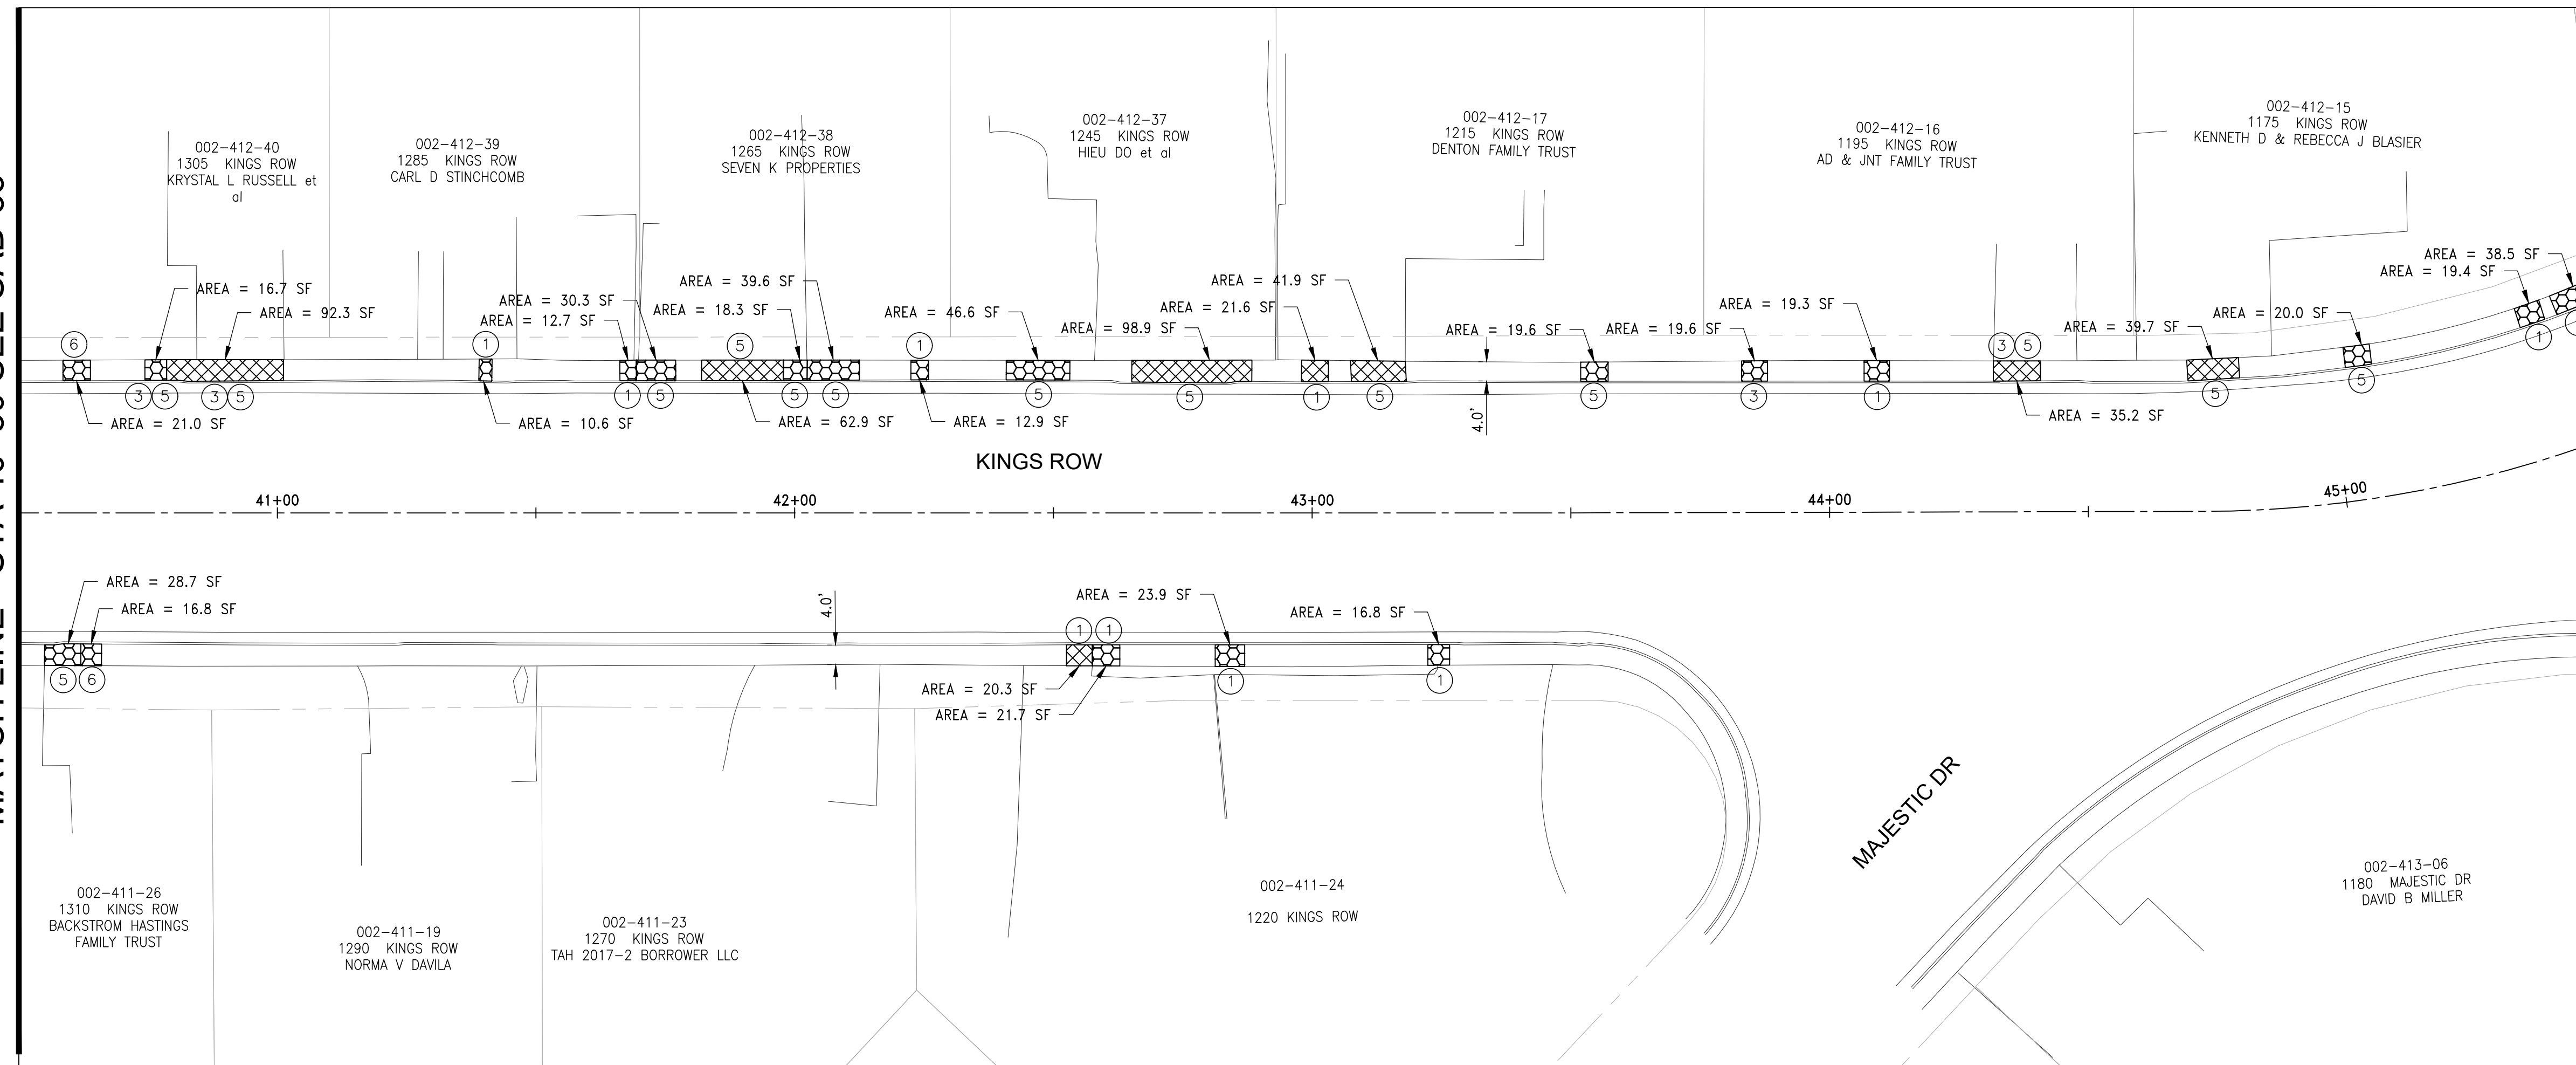 002-412-40
1305 KINGS ROW
KRYSTAL L RUSSELL et
al
002-412-39
1285 KINGS ROW
CARL D STINCHCOMB
002-412-38
1265 KINGS ROW
SEVEN K PROPERTIES
002-412-37
1245 KINGS ROW
HIEU DO et al
002-412-17
1215 KINGS ROW
DENTON FAMILY TRUST
002-412-16
1195 KINGS ROW
AD & JNT FAMILY TRUST
002-412-15
1175 KINGS ROW
KENNETH D & REBECCA J BLASIER
AREA = 16.7 SF
AREA = 92.3 SF
AREA = 30.3 SF
AREA = 12.7 SF
AREA = 39.6 SF
AREA = 18.3 SF
AREA = 46.6 SF
AREA = 98.9 SF
AREA = 41.9 SF
AREA = 21.6 SF
AREA = 19.6 SF
AREA = 19.6 SF
AREA = 19.3 SF
AREA = 39.7 SF
AREA = 20.0 SF
AREA = 38.5 SF
AREA = 19.4 SF
6
1
5
1
3 5
3 5
3 5
1
5
5
5
5
5
1
5
5
3
1
5
5
1
4.0'
AREA = 21.0 SF
AREA = 10.6 SF
AREA = 62.9 SF
AREA = 12.9 SF
AREA = 35.2 SF
KINGS ROW
41+00
42+00
43+00
44+00
45+00
AREA = 28.7 SF
AREA = 16.8 SF
4.0'
AREA = 23.9 SF
AREA = 16.8 SF
1 1
5 6
1
1
AREA = 20.3 SF
AREA = 21.7 SF
MAJESTIC DR
002-411-26
1310 KINGS ROW
BACKSTROM HASTINGS
FAMILY TRUST
002-411-19
1290 KINGS ROW
NORMA V DAVILA
002-411-23
1270 KINGS ROW
TAH 2017-2 BORROWER LLC
002-411-24
1220 KINGS ROW
002-413-06
1180 MAJESTIC DR
DAVID B MILLER